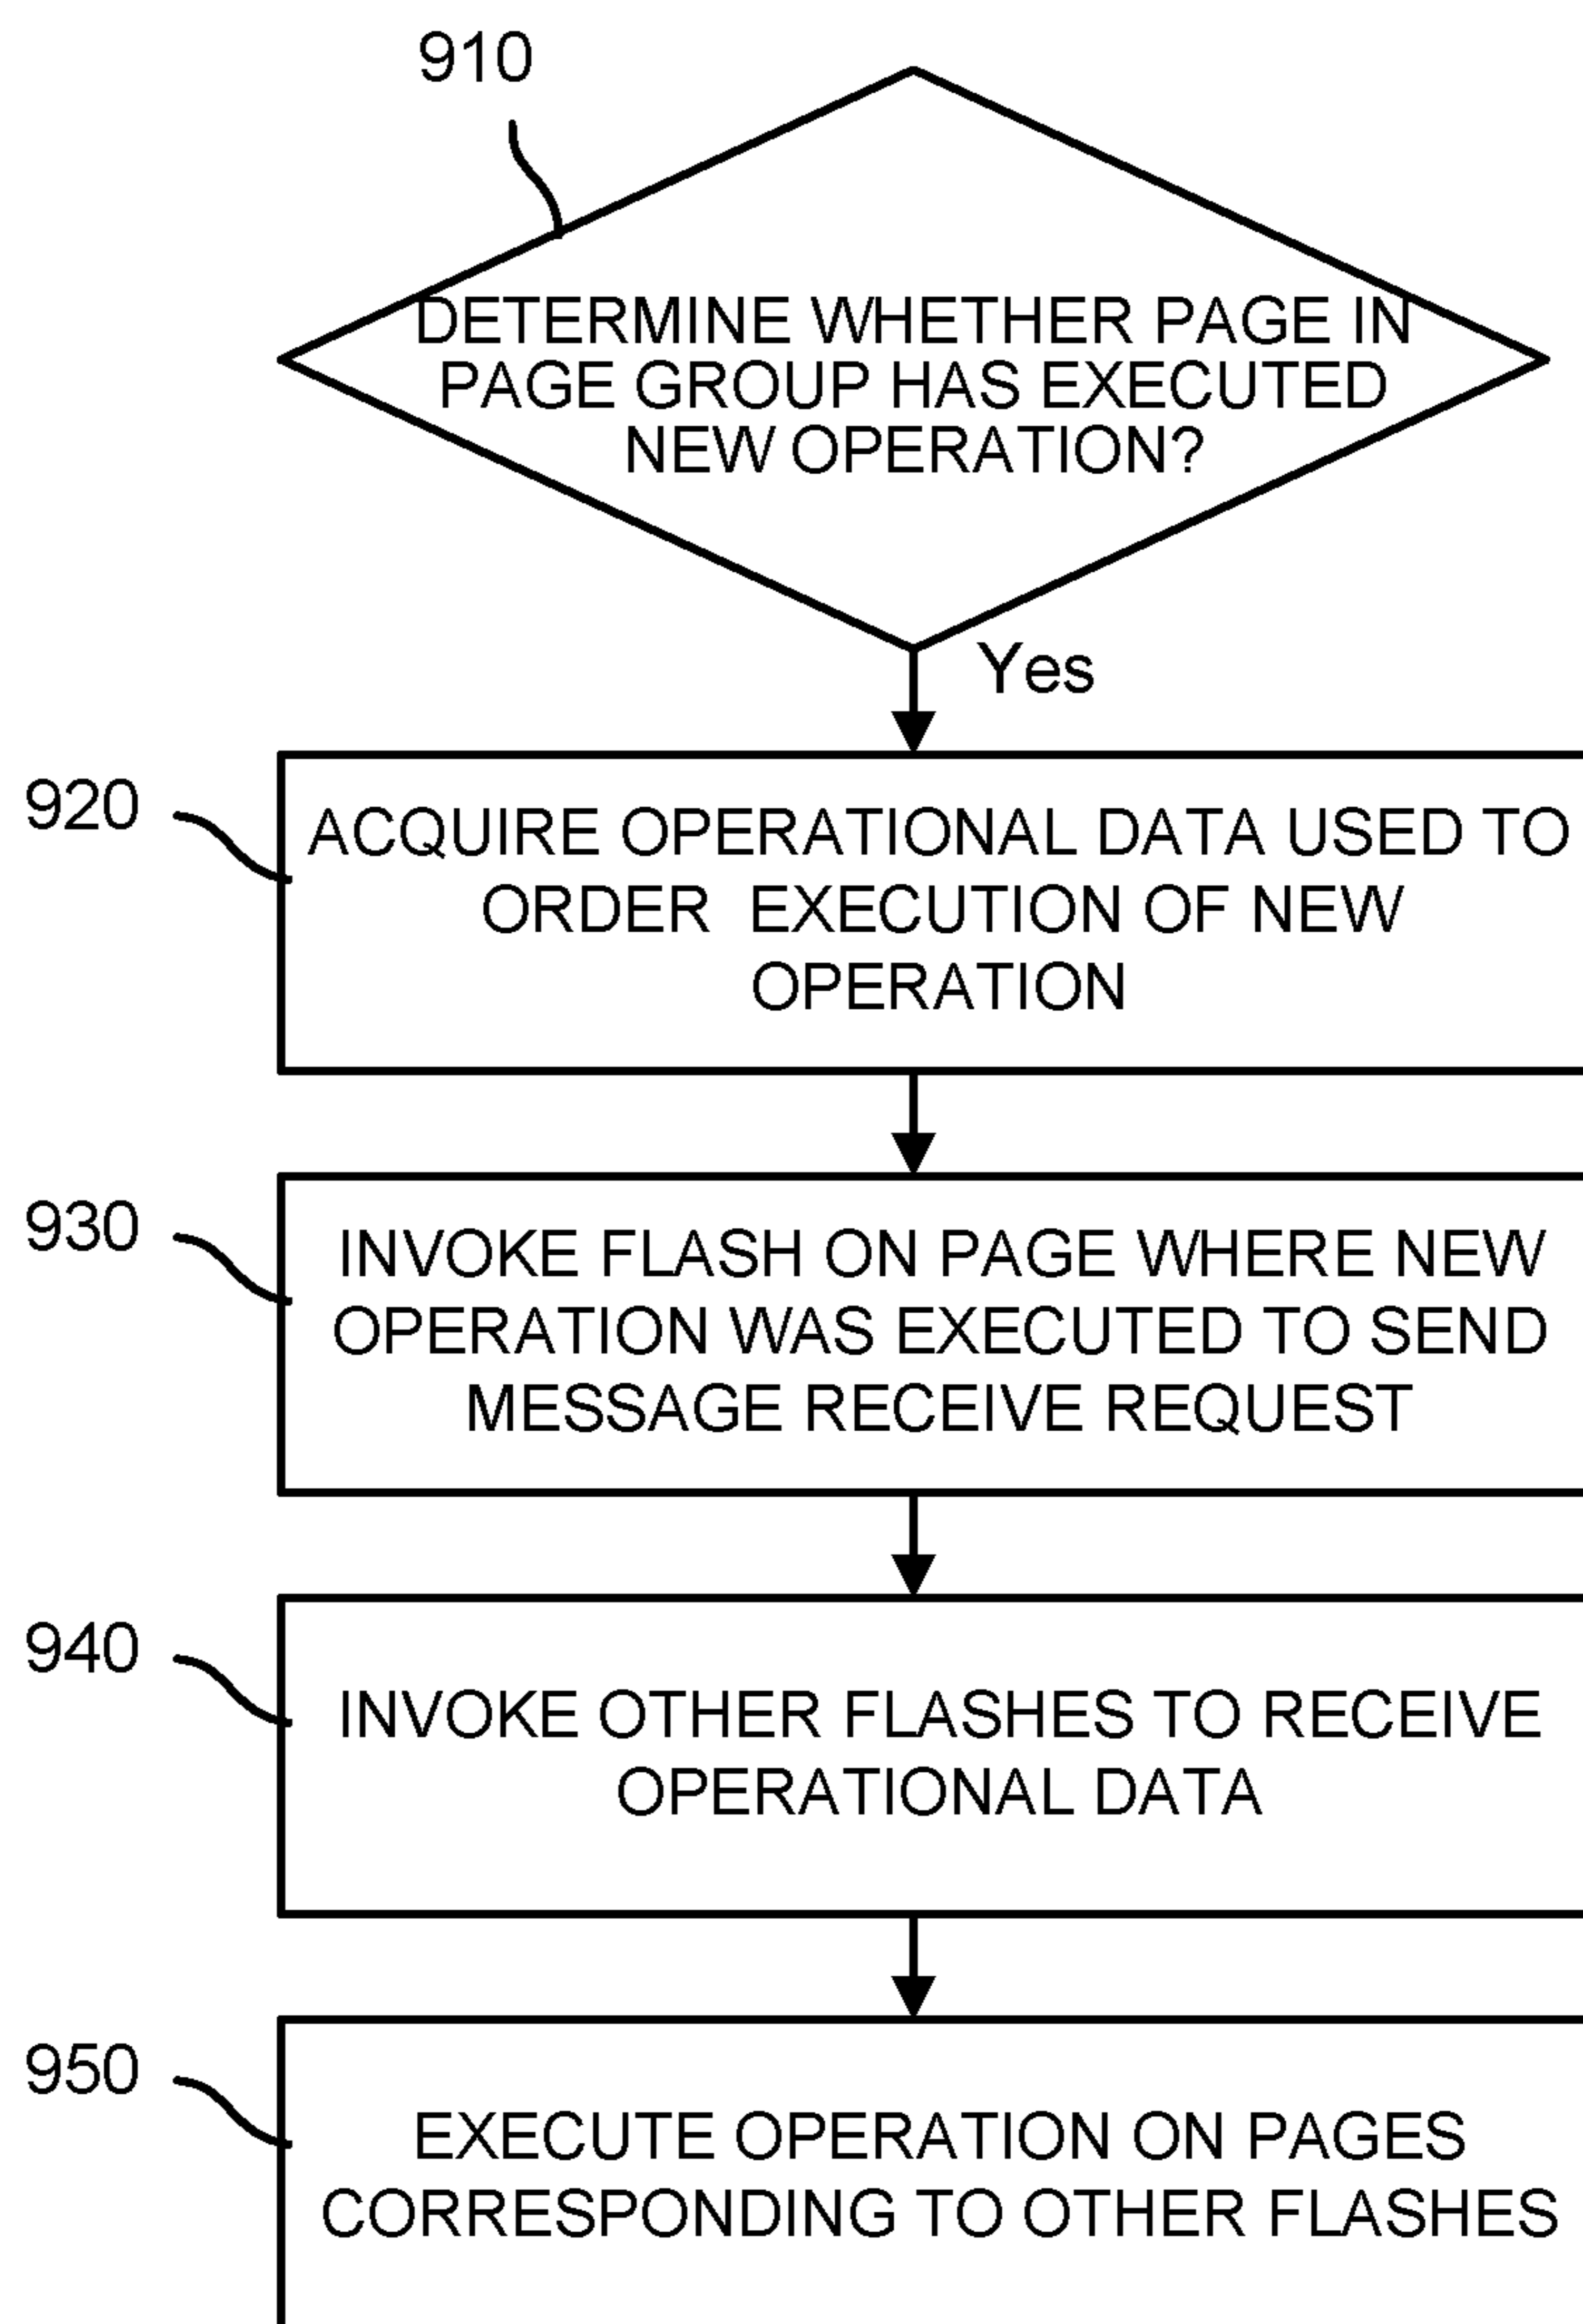 910
DETERMINE WHETHER PAGE IN
PAGE GROUP HAS EXECUTED
NEW OPERATION?
Yes
920
ACQUIRE OPERATIONAL DATA USED TO
ORDER EXECUTION OF NEW
OPERATION
930
INVOKE FLASH ON PAGE WHERE NEW
OPERATION WAS EXECUTED TO SEND
MESSAGE RECEIVE REQUEST
940
INVOKE OTHER FLASHES TO RECEIVE
OPERATIONAL DATA
950
EXECUTE OPERATION ON PAGES
CORRESPONDING TO OTHER FLASHES